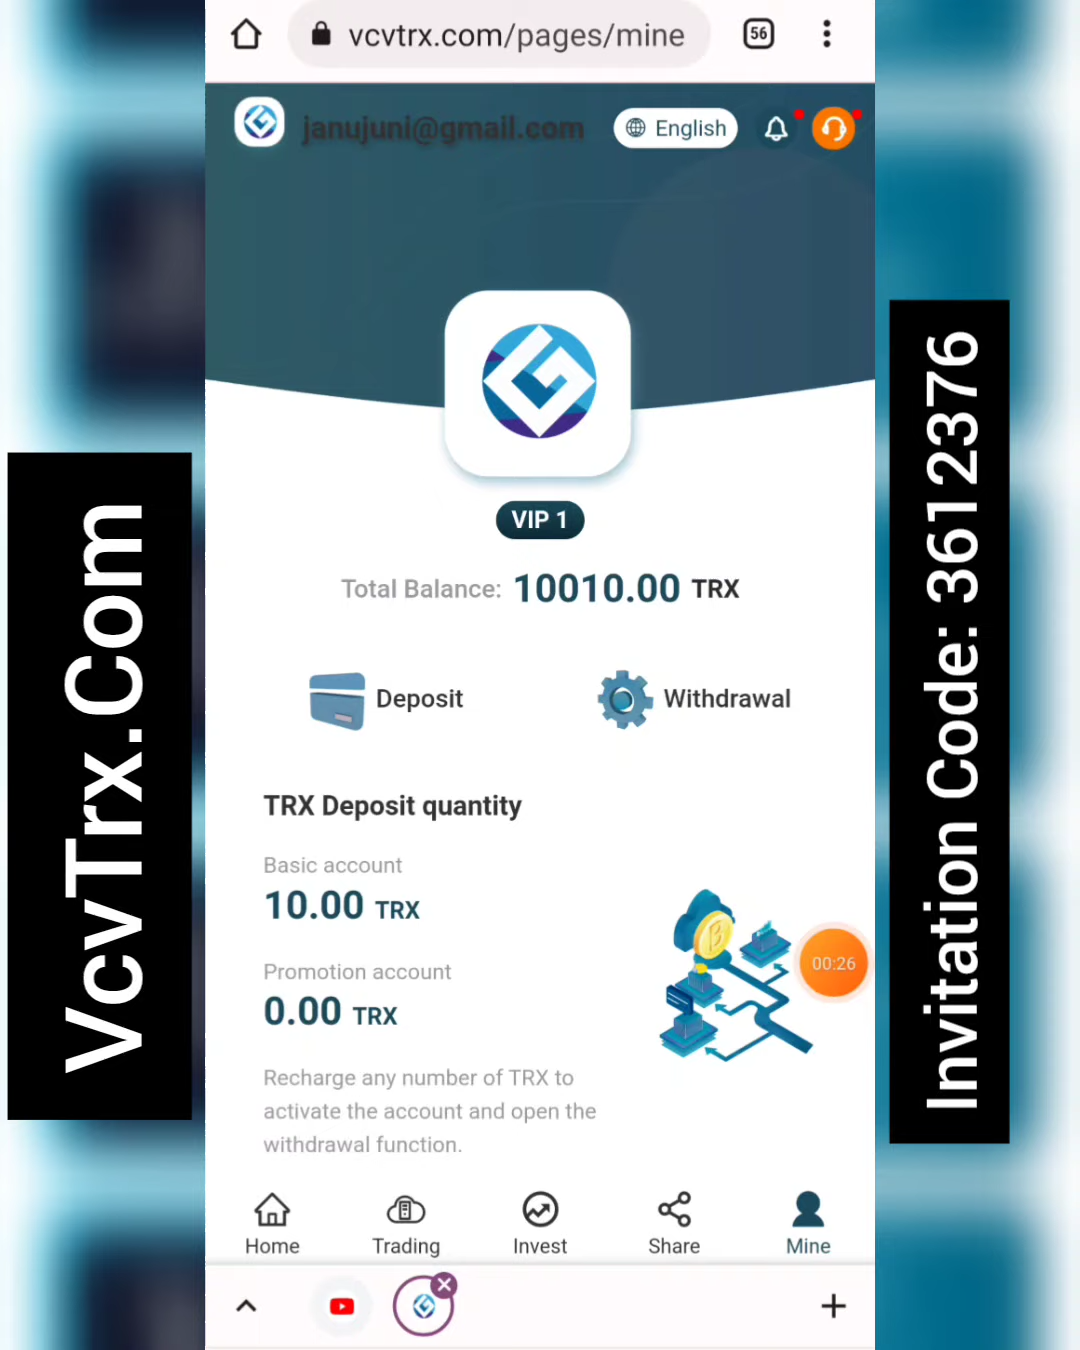 vcvtrx.com/pages/mine
56
janujuni@gmail.com
English
VIP 1
Total Balance: 10010.00 TRX
Deposit
Withdrawal
TRX Deposit quantity
Basic account
10.00 TRX
Promotion account
0.00 TRX
00:26
Recharge any number of TRX to
activate the account and open the
withdrawal function.
Home
Trading
Invest
Share
Mine
VcvTrx.Com
Invitation Code: 3612376